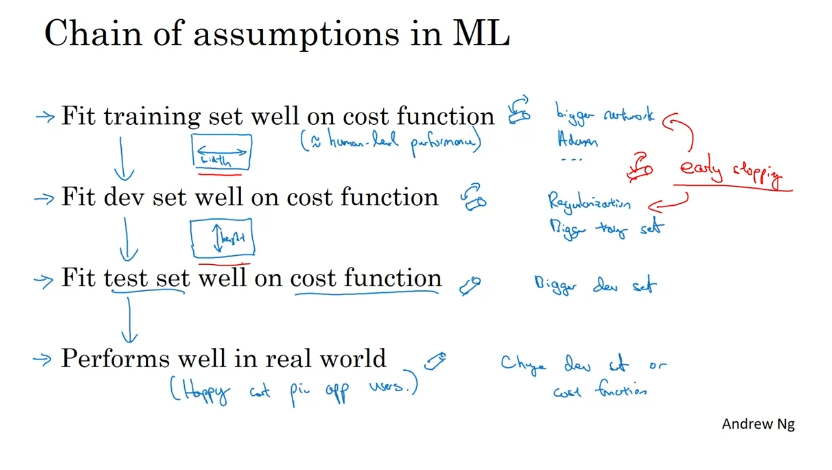 Chain of assumptions in ML
→ Fit training set well on cost function
(≈ human-level performance)
bigger network
Adam
...
early stopping
width
→ Fit dev set well on cost function
Regularization
Bigger training set
height
→ Fit test set well on cost function
Bigger dev set
→ Performs well in real world
(Happy cat pic app users.)
Change dev set or
cost function
Andrew Ng